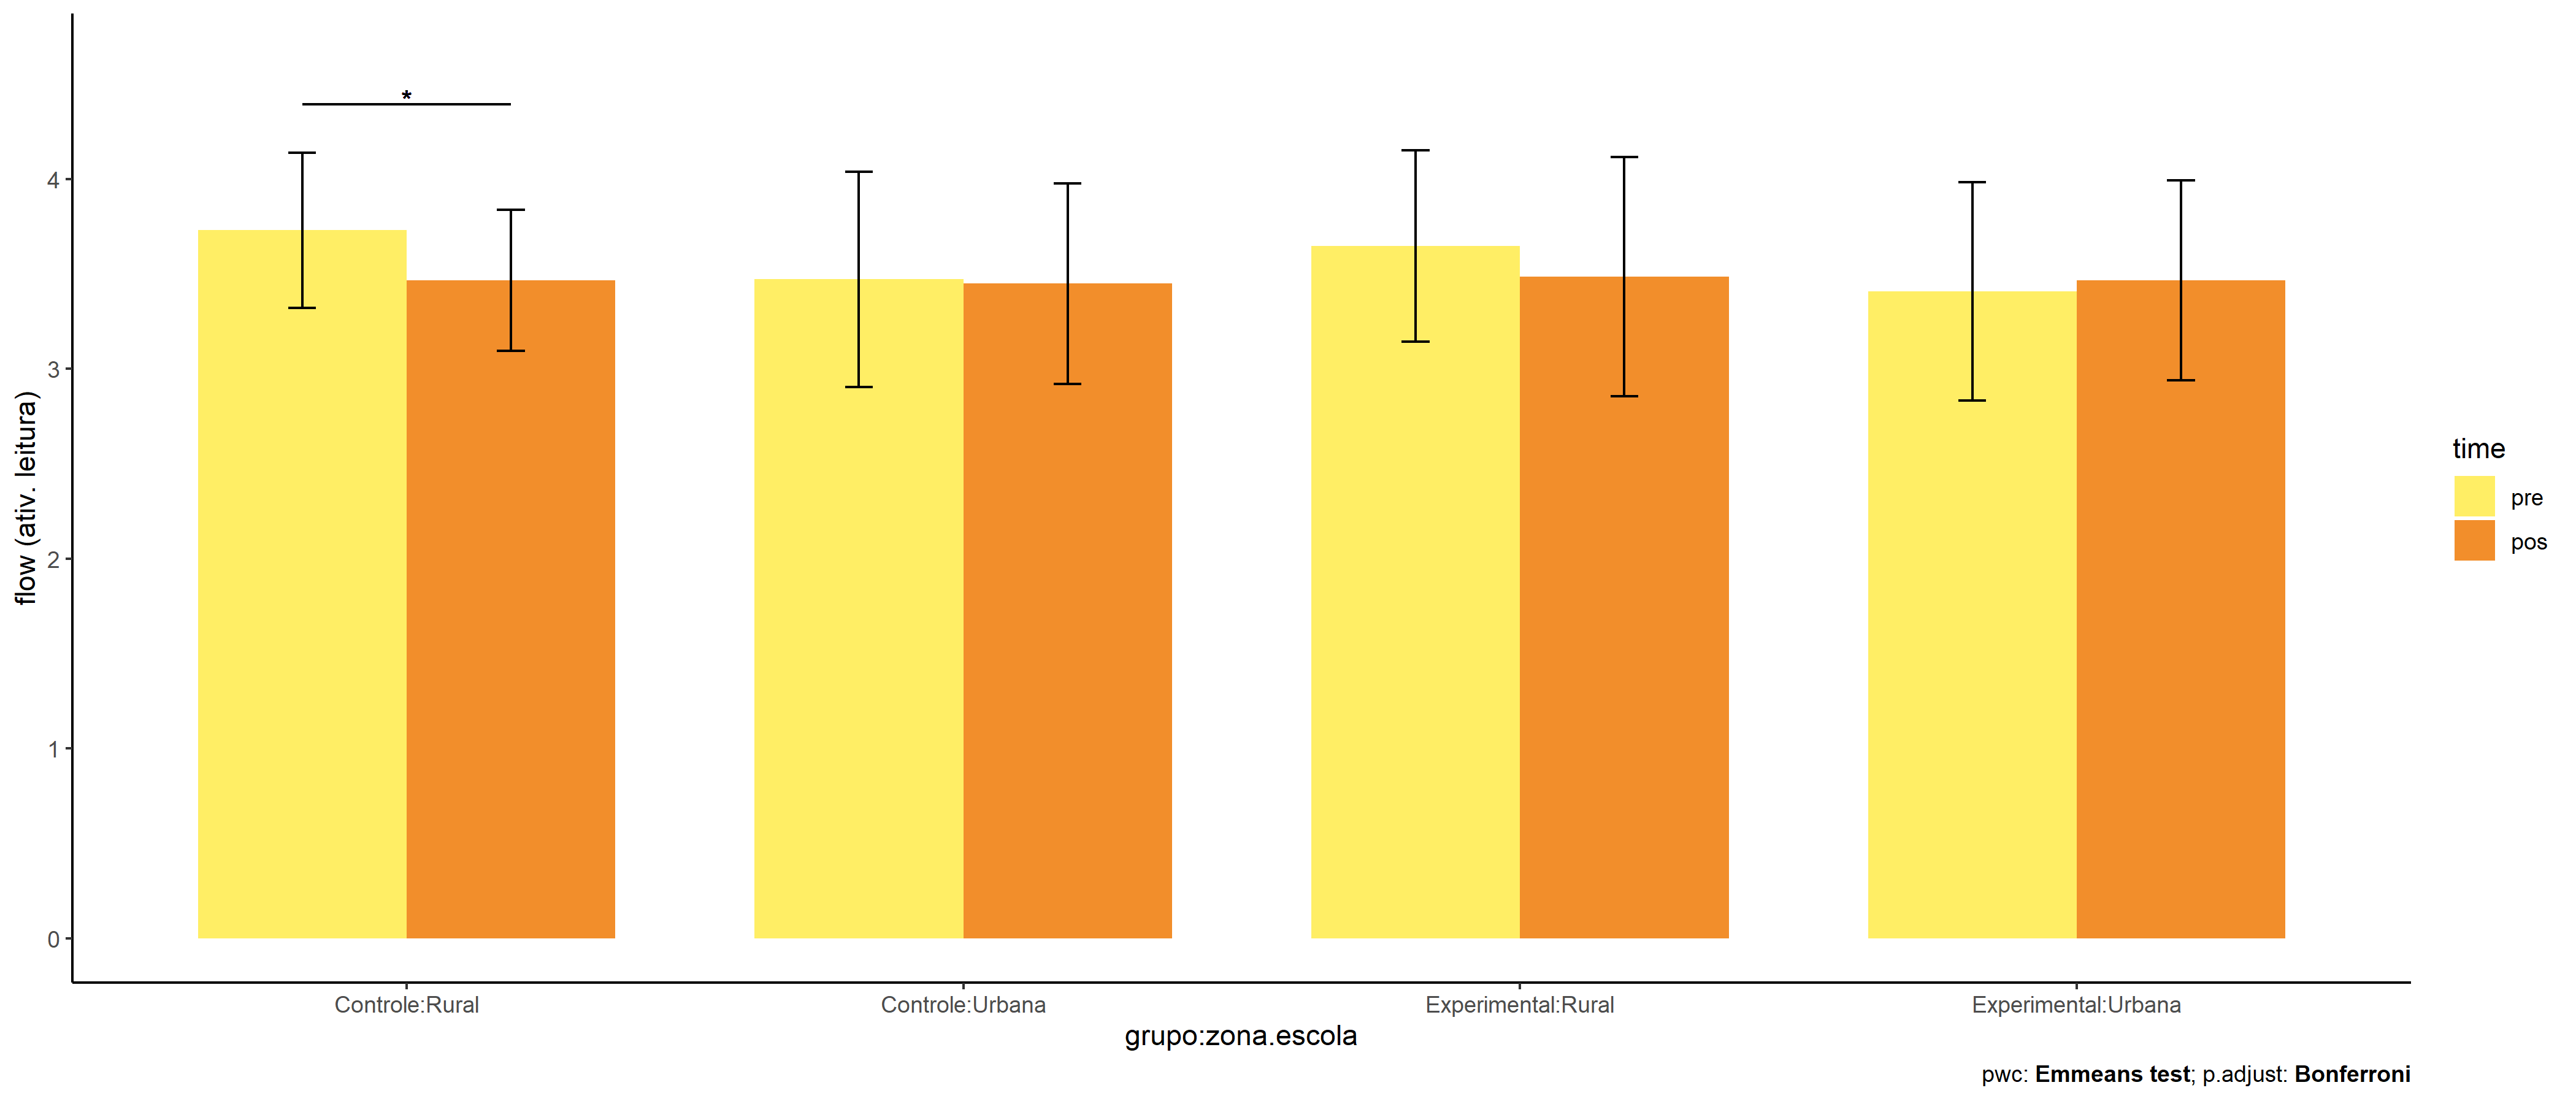 *
4
3
2
1
0
flow (ativ. leitura)
Controle:Rural
Controle:Urbana
Experimental:Rural
Experimental:Urbana
grupo:zona.escola
time
pre
pos
pwc: Emmeans test; p.adjust: Bonferroni